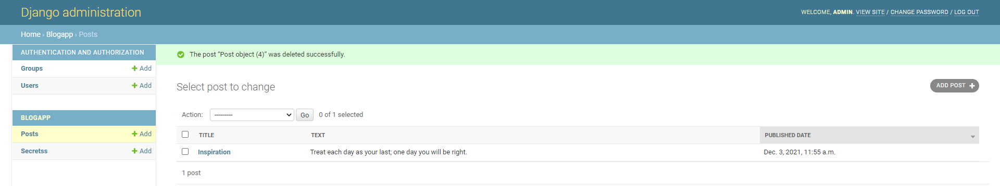 Django administration
WELCOME, ADMIN. VIEW SITE / CHANGE PASSWORD / LOG OUT
Home › Blogapp › Posts
AUTHENTICATION AND AUTHORIZATION
Groups Add
Users Add
BLOGAPP
Posts Add
Secretss Add
The post “Post object (4)” was deleted successfully.
Select post to change
ADD POST
Action: --------- Go 0 of 1 selected
TITLE TEXT PUBLISHED DATE
Inspiration Treat each day as your last; one day you will be right. Dec. 3, 2021, 11:55 a.m.
1 post